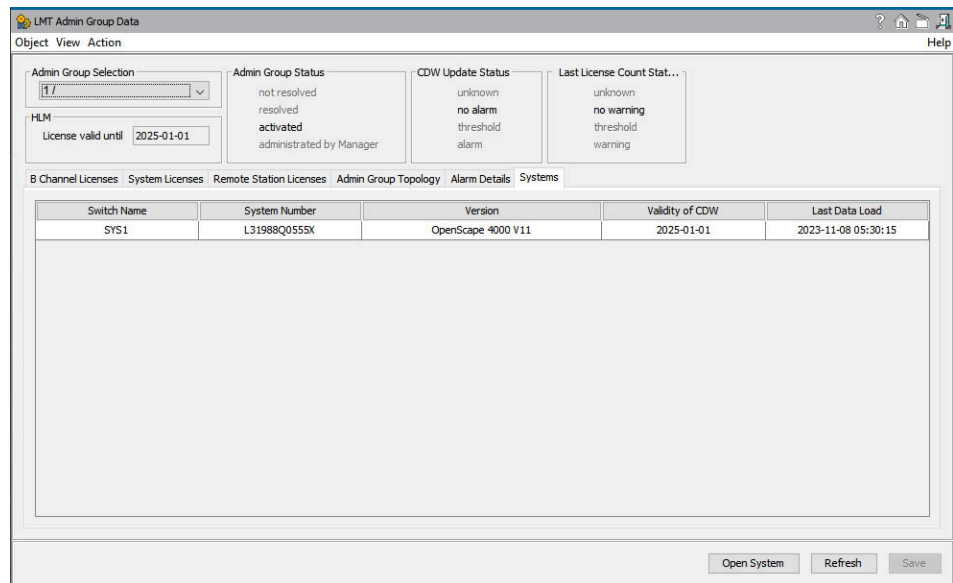 LMT Admin Group Data
Object View Action Help
Admin Group Selection
1 /
HLM
License valid until 2025-01-01
Admin Group Status
not resolved
resolved
activated
administrated by Manager
CDW Update Status
unknown
no alarm
threshold
alarm
Last License Count Stat...
unknown
no warning
threshold
warning
B Channel Licenses System Licenses Remote Station Licenses Admin Group Topology Alarm Details Systems
Switch Name System Number Version Validity of CDW Last Data Load
SYS1 L31988Q0555X OpenScape 4000 V11 2025-01-01 2023-11-08 05:30:15
Open System Refresh Save